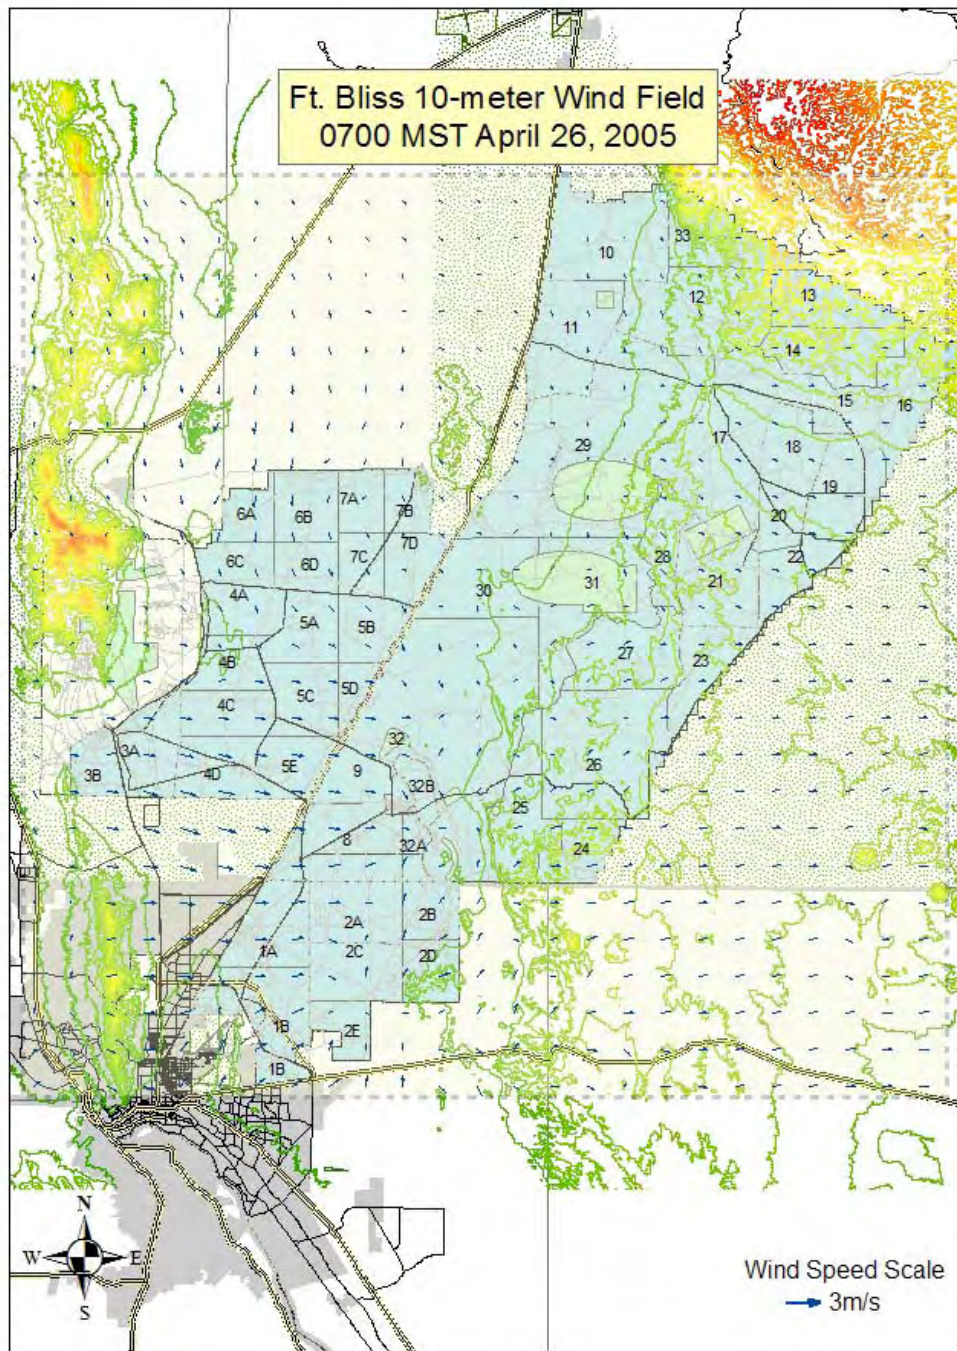 Ft. Bliss 10-meter Wind Field
0700 MST April 26, 2005
10
33
12
13
11
14
15
16
17
18
29
19
7A
6A
6B
7B
20
7D
7C
28
22
6C
6D
21
31
30
4A
5A
5B
27
23
4B
5C
5D
4C
32
3A
26
5E
9
4D
3B
32B
25
8
32A
24
2B
2A
1A
2C
2D
1B
2E
1B
N
W
E
S
Wind Speed Scale
3m/s